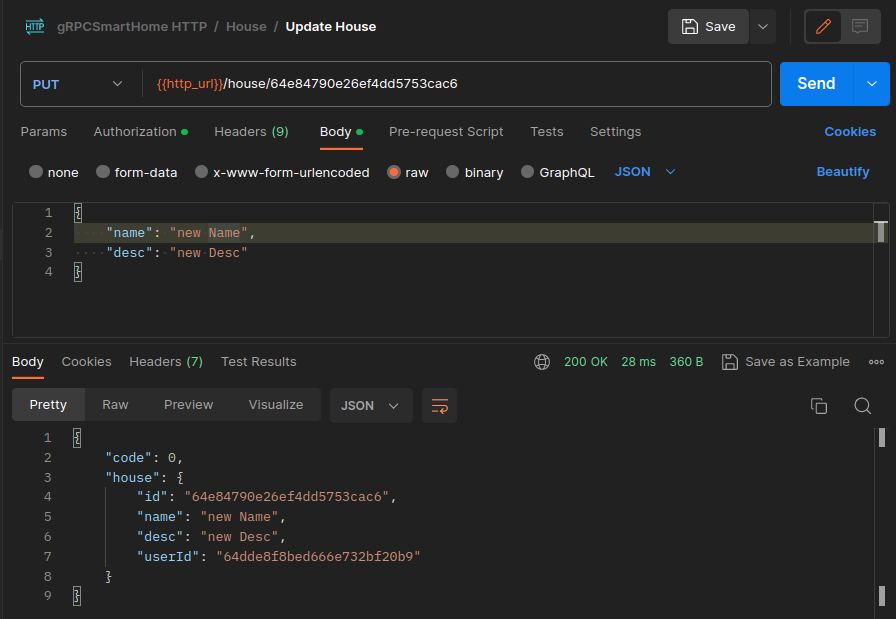 HTTP gRPCSmartHome HTTP / House / Update House Save
PUT {{http_url}}/house/64e84790e26ef4dd5753cac6 Send
Params Authorization Headers (9) Body Pre-request Script Tests Settings Cookies
none form-data x-www-form-urlencoded raw binary GraphQL JSON Beautify
1 {
2 "name": "new Name",
3 "desc": "new Desc"
4 }
Body Cookies Headers (7) Test Results 200 OK 28 ms 360 B Save as Example
Pretty Raw Preview Visualize JSON
1 {
2 "code": 0,
3 "house": {
4 "id": "64e84790e26ef4dd5753cac6",
5 "name": "new Name",
6 "desc": "new Desc",
7 "userId": "64dde8f8bed666e732bf20b9"
8 }
9 }